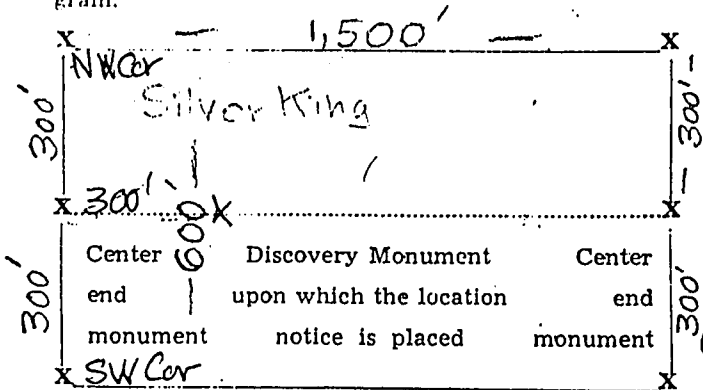 gram.
X — 1,500' — X
NW Cor
300' Silver King 300'
X 300' X X
600
Center Discovery Monument Center
end upon which the location end
monument notice is placed monument
300' 300'
X SW Cor X